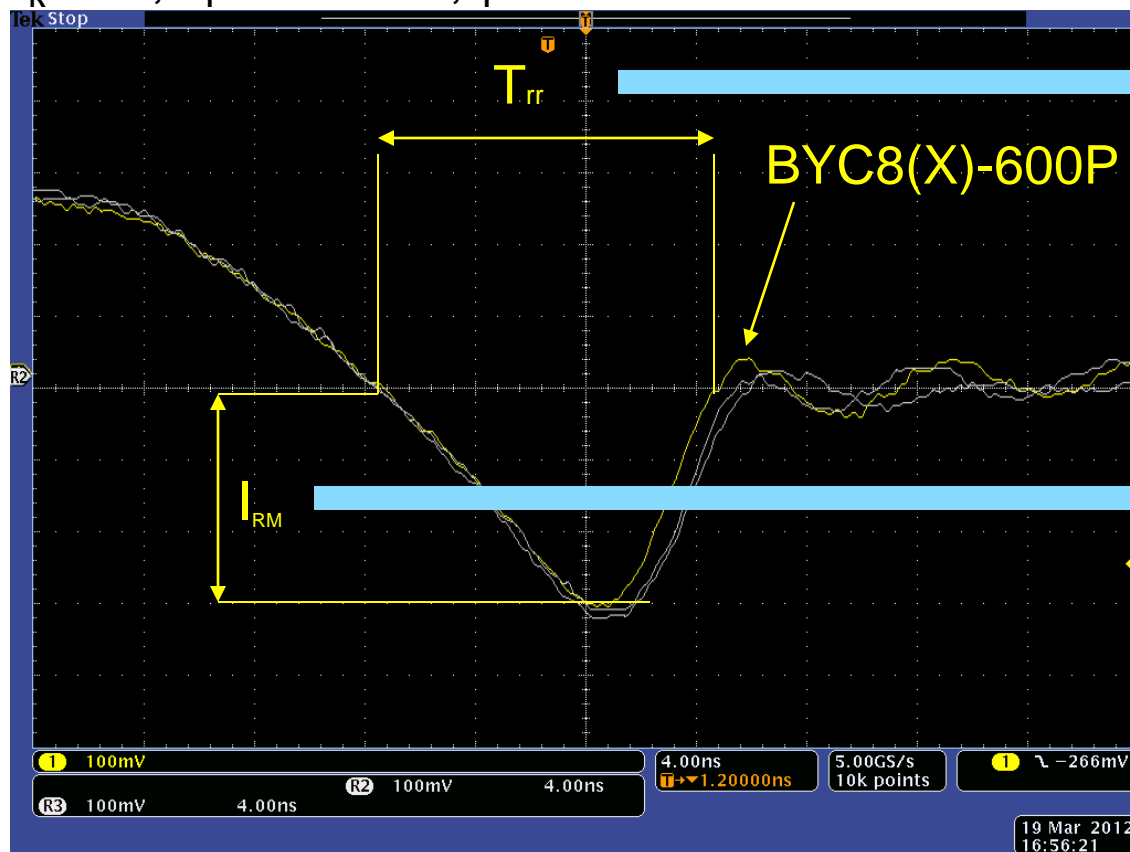 Tek Stop
T
T
Trr
BYC8(X)-600P
R2
IRM
1 100mV
4.00ns
5.00GS/s
1 -266mV
R2 100mV 4.00ns
T→▼1.20000ns
10k points
R3 100mV 4.00ns
19 Mar 2012
16:56:21